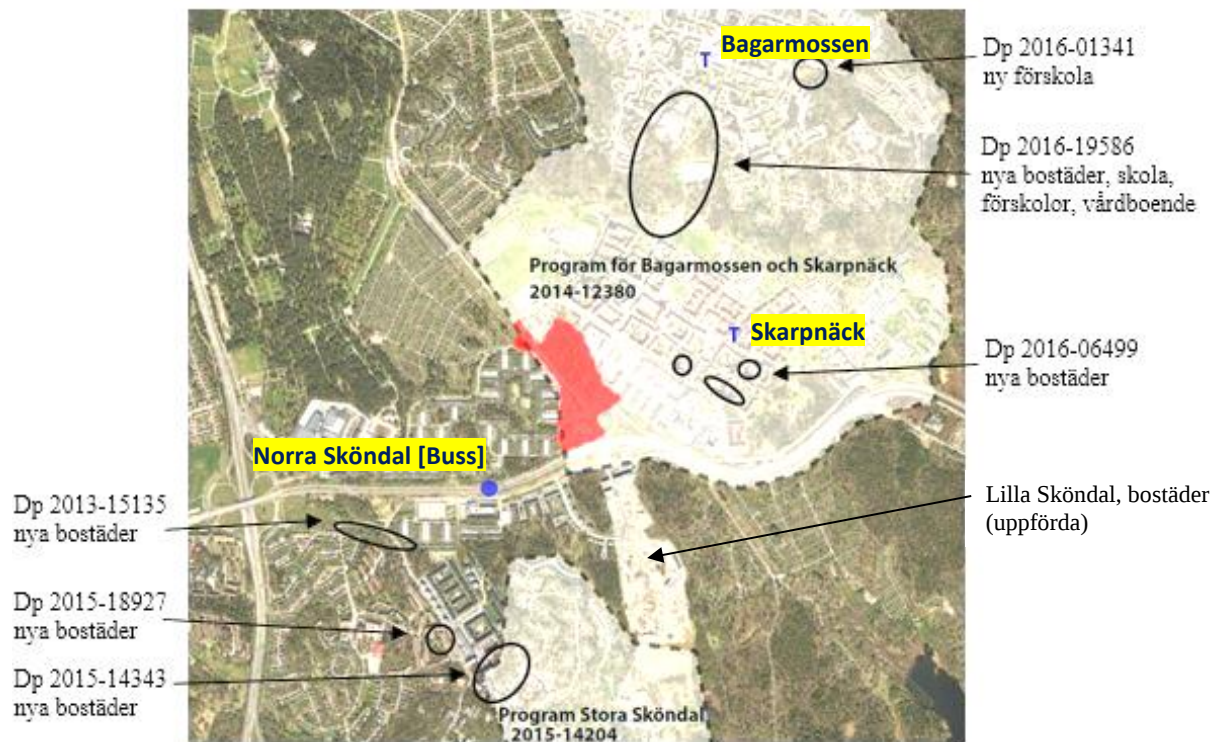 Bagarmossen
T
Dp 2016-01341
ny förskola
Dp 2016-19586
nya bostäder, skola,
förskolor, vårdboende
Program för Bagarmossen och Skarpnäck
2014-12380
T
Skarpnäck
Dp 2016-06499
nya bostäder
Norra Sköndal [Buss]
Dp 2013-15135
nya bostäder
Lilla Sköndal, bostäder
(uppförda)
Dp 2015-18927
nya bostäder
Dp 2015-14343
nya bostäder
Program Stora Sköndal
2015-14204